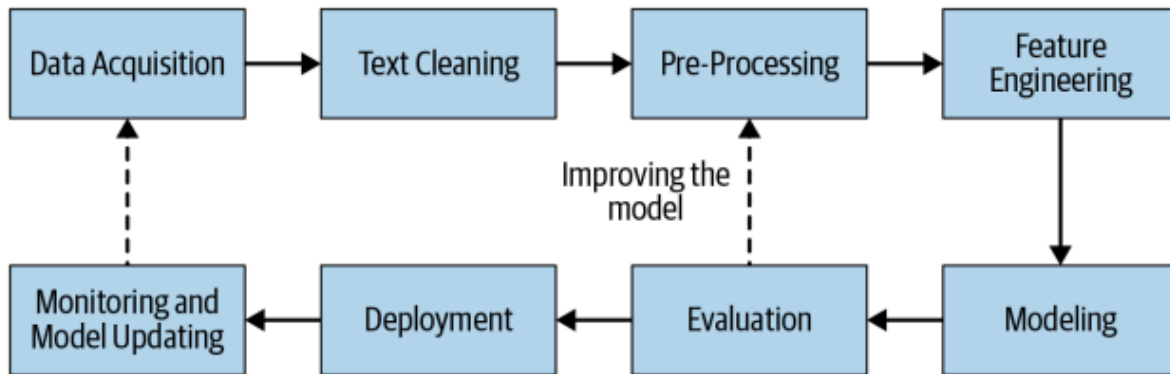 Data Acquisition
Text Cleaning
Pre-Processing
Feature
Engineering
Improving the
model
Monitoring and
Model Updating
Deployment
Evaluation
Modeling